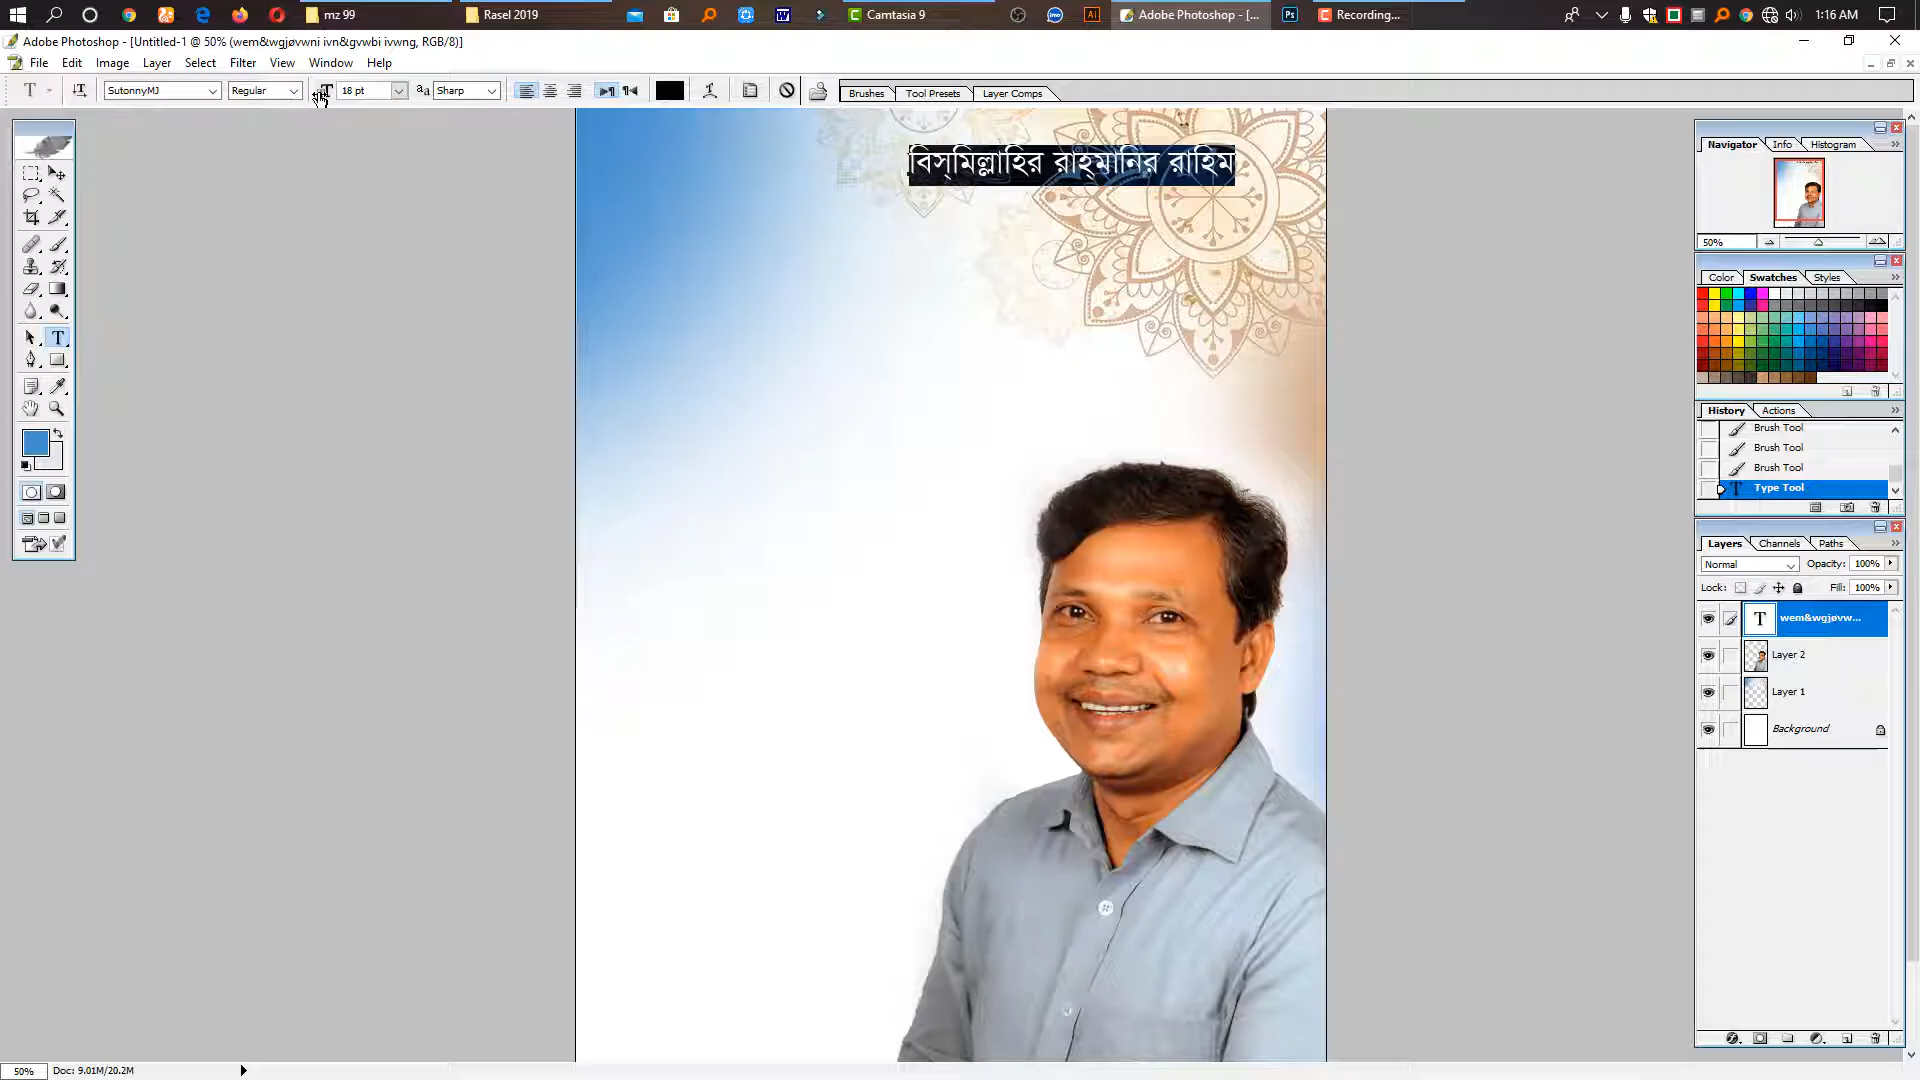 mz 99
Rasel 2019
Camtasia 9
Adobe Photoshop - [...
Recording...
1:16 AM
Adobe Photoshop - [Untitled-1 @ 50% (wem&wgjøvwni ivn&gvwbi ivwng, RGB/8)]
File Edit Image Layer Select Filter View Window Help
SutonnyMJ Regular 18 pt Sharp Brushes Tool Presets Layer Comps
বিস্মিল্লাহির রাহ্মানির রাহিম
Navigator Info Histogram
50%
Color Swatches Styles
History Actions
Brush Tool
Brush Tool
Brush Tool
Type Tool
Layers Channels Paths
Normal Opacity: 100%
Lock: Fill: 100%
wem&wgjøvw...
Layer 2
Layer 1
Background
50% Doc: 9.01M/20.2M